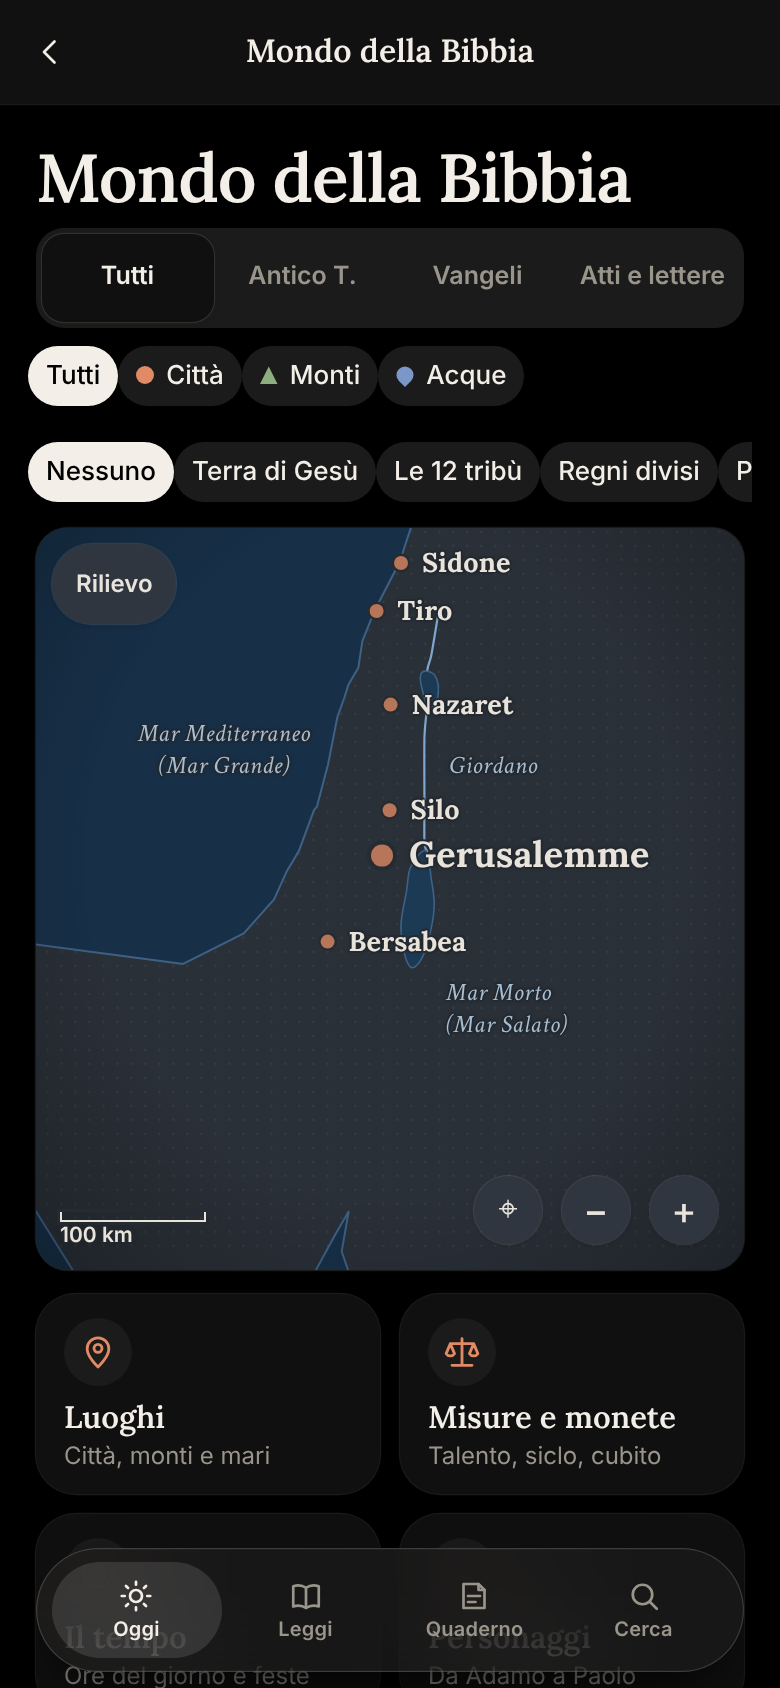 Mondo della Bibbia
Mondo della Bibbia
Tutti Antico T. Vangeli Atti e lettere
Tutti Città Monti Acque
Nessuno Terra di Gesù Le 12 tribù Regni divisi P
Rilievo
Sidone
Tiro
Nazaret
Mar Mediterraneo
(Mar Grande)
Giordano
Silo
Gerusalemme
Bersabea
Mar Morto
(Mar Salato)
100 km
Luoghi
Città, monti e mari
Misure e monete
Talento, siclo, cubito
Il tempo
Ore del giorno e feste
Personaggi
Da Adamo a Paolo
Oggi Leggi Quaderno Cerca